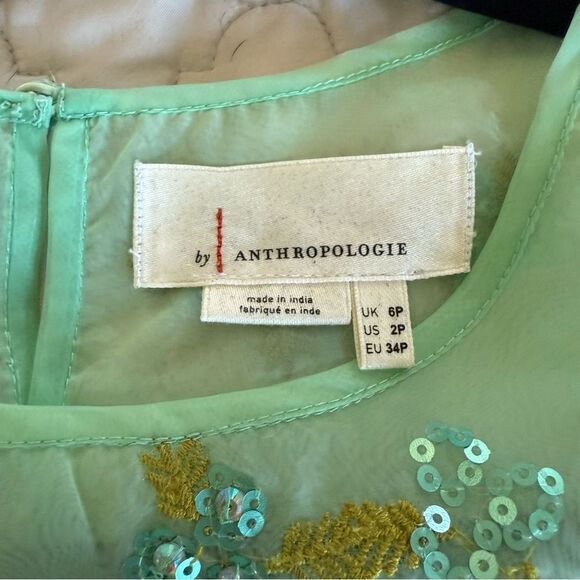 by ANTHROPOLOGIE
made in india
fabriqué en inde
UK 6P
US 2P
EU 34P